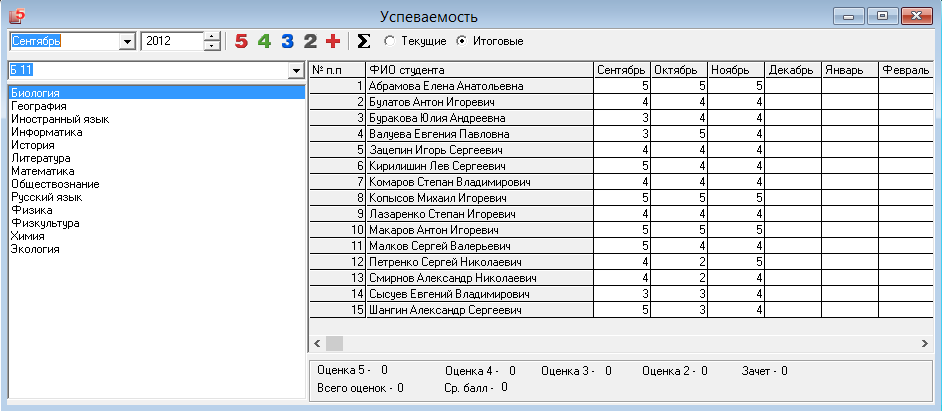 5 Успеваемость
Сентябрь 2012 5 4 3 2 + Σ Текущие Итоговые
Б 11
Биология
География
Иностранный язык
Информатика
История
Литература
Математика
Обществознание
Русский язык
Физика
Физкультура
Химия
Экология
№ п.п ФИО студента Сентябрь Октябрь Ноябрь Декабрь Январь Февраль
1 Абрамова Елена Анатольевна 5 5 5
2 Булатов Антон Игоревич 4 4 4
3 Буракова Юлия Андреевна 3 4 4
4 Валуева Евгения Павловна 3 5 4
5 Зацепин Игорь Сергеевич 4 4 4
6 Кирилишин Лев Сергеевич 5 4 4
7 Комаров Степан Владимирович 4 4 4
8 Копысов Михаил Игоревич 5 5 5
9 Лазаренко Степан Игоревич 4 4 4
10 Макаров Антон Игоревич 5 5 5
11 Малков Сергей Валерьевич 5 4 4
12 Петренко Сергей Николаевич 4 2 5
13 Смирнов Александр Николаевич 4 2 4
14 Сысуев Евгений Владимирович 3 3 4
15 Шангин Александр Сергеевич 5 3 4
Оценка 5 - 0 Оценка 4 - 0 Оценка 3 - 0 Оценка 2 - 0 Зачет - 0
Всего оценок - 0 Ср. балл - 0